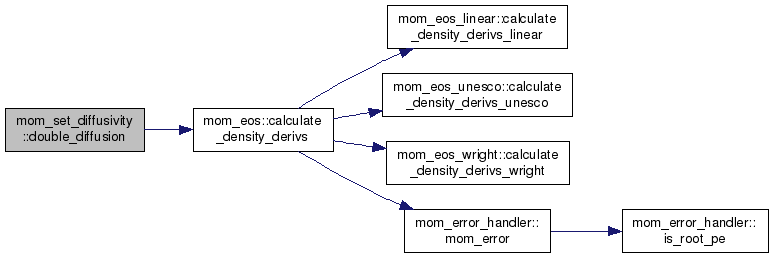 mom_set_diffusivity
::double_diffusion
mom_eos::calculate
_density_derivs
mom_eos_linear::calculate
_density_derivs_linear
mom_eos_unesco::calculate
_density_derivs_unesco
mom_eos_wright::calculate
_density_derivs_wright
mom_error_handler::
mom_error
mom_error_handler::
is_root_pe